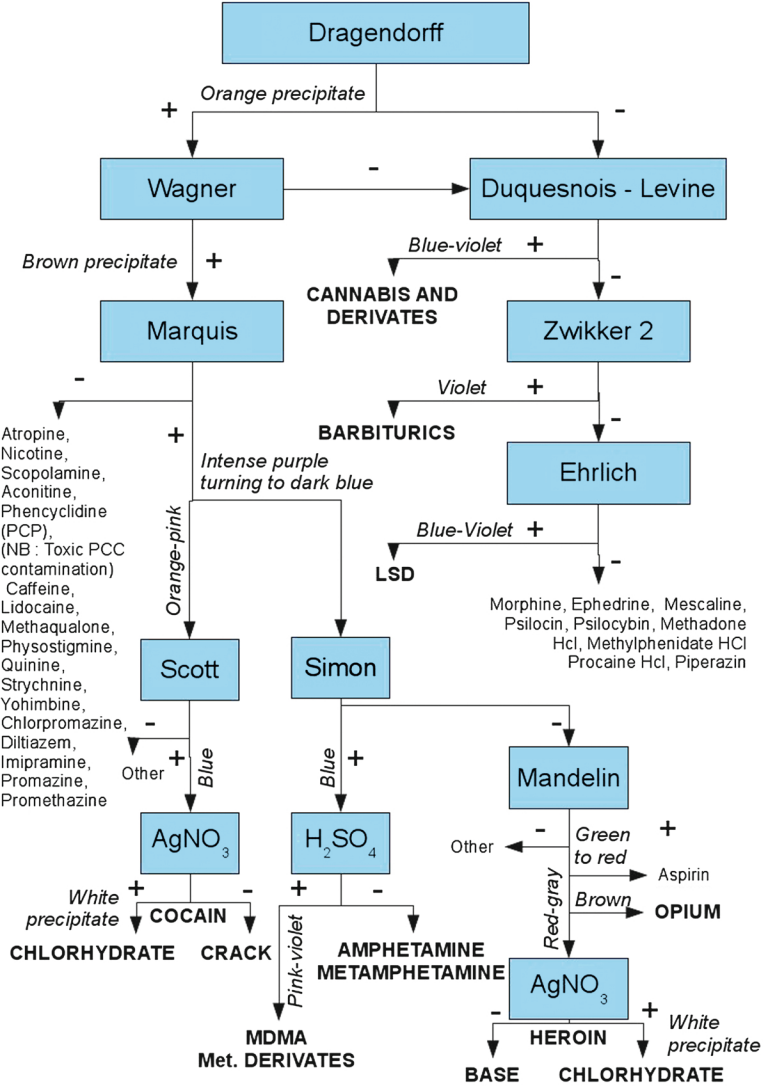 Dragendorff
Orange precipitate
+
-
Wagner
-
Duquesnois - Levine
Brown precipitate
+
Blue-violet
+
-
CANNABIS AND
DERIVATES
Marquis
Zwikker 2
-
+
Violet
+
-
BARBITURICS
Atropine,
Nicotine,
Scopolamine,
Aconitine,
Phencyclidine
(PCP),
(NB : Toxic PCC
contamination)
Caffeine,
Lidocaine,
Methaqualone,
Physostigmine,
Quinine,
Strychnine,
Yohimbine,
Chlorpromazine,
Diltiazem,
Imipramine,
Promazine,
Promethazine
Intense purple
turning to dark blue
Orange-pink
Ehrlich
Blue-Violet
+
-
LSD
Morphine, Ephedrine, Mescaline,
Psilocin, Psilocybin, Methadone
Hcl, Methylphenidate HCl
Procaine Hcl, Piperazin
Scott
Simon
-
Other
+
Blue
Blue
+
-
Mandelin
AgNO3
H2SO4
-
Other
Green
to red
+
Aspirin
Brown
OPIUM
Red-gray
+
White
precipitate
-
COCAIN
CHLORHYDRATE
CRACK
+
-
Pink-violet
AMPHETAMINE
METAMPHETAMINE
MDMA
Met. DERIVATES
AgNO3
-
+
HEROIN
White
precipitate
BASE
CHLORHYDRATE